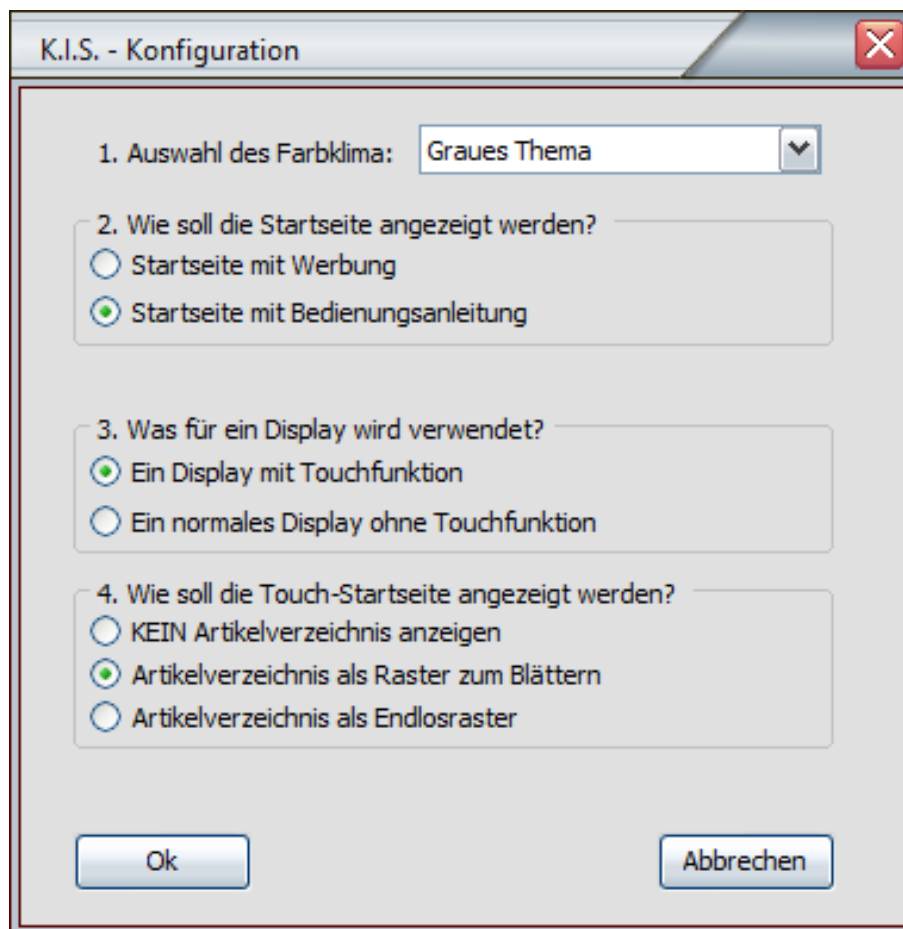 K.I.S. - Konfiguration
1. Auswahl des Farbklima: Graues Thema
2. Wie soll die Startseite angezeigt werden?
Startseite mit Werbung
Startseite mit Bedienungsanleitung
3. Was für ein Display wird verwendet?
Ein Display mit Touchfunktion
Ein normales Display ohne Touchfunktion
4. Wie soll die Touch-Startseite angezeigt werden?
KEIN Artikelverzeichnis anzeigen
Artikelverzeichnis als Raster zum Blättern
Artikelverzeichnis als Endlosraster
Ok Abbrechen